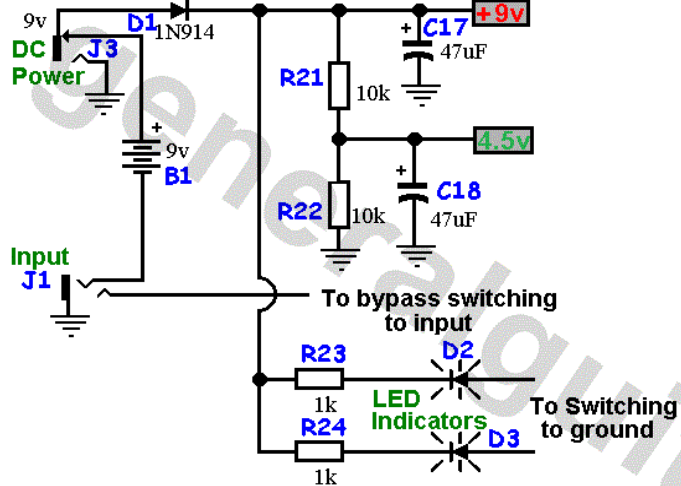 9v
D1
1N914
+9v
DC
Power
J3
+
C17
47uF
R21
10k
+
9v
B1
4.5v
+
C18
47uF
R22
10k
Input
J1
To bypass switching
to input
R23
1k
D2
LED
Indicators
To Switching
to ground
R24
1k
D3
generalgui